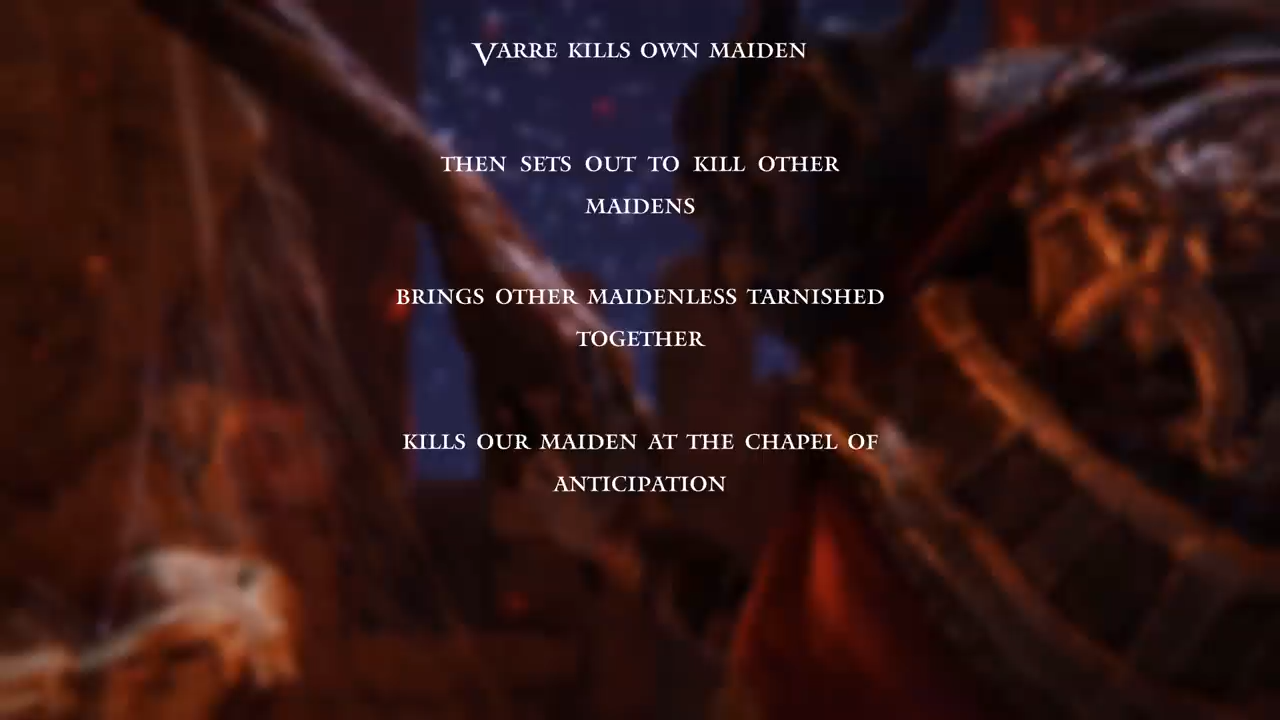 Varre kills own maiden
then sets out to kill other
maidens
brings other maidenless tarnished
together
kills our maiden at the chapel of
anticipation